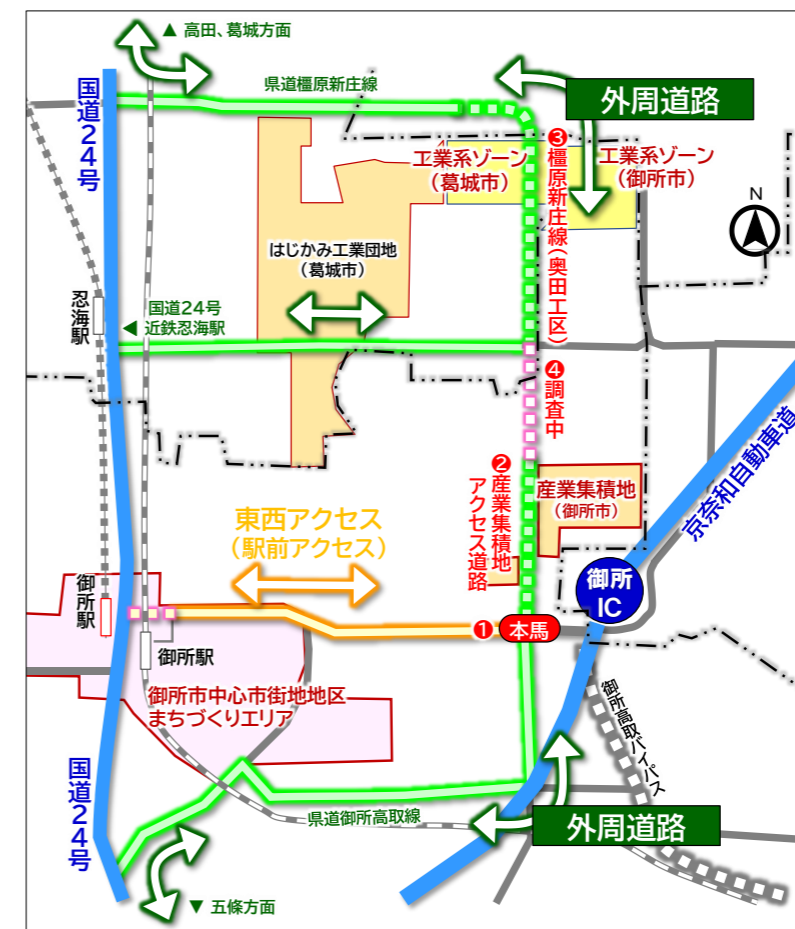 ▲ 高田、葛城方面
国道24号
県道橿原新庄線
外周道路
工業系ゾーン
（葛城市）
❸橿原新庄線（奥田工区）
工業系ゾーン
（御所市）
N
はじかみ工業団地
（葛城市）
忍海駅
国道24号
◀ 近鉄忍海駅
❹調査中
京奈和自動車道
❷産業集積地
アクセス道路
産業集積地
（御所市）
東西アクセス
（駅前アクセス）
御所
IC
御所駅
❶ 本馬
御所駅
御所市中心市街地地区
まちづくりエリア
御所高取バイパス
国道24号
県道御所高取線
外周道路
▼ 五條方面